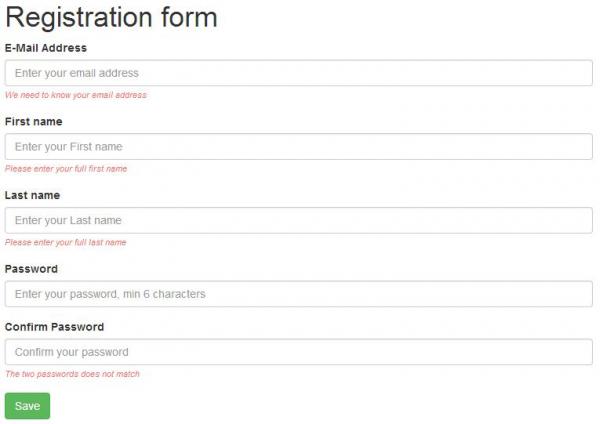 Registration form
E-Mail Address
Enter your email address
We need to know your email address
First name
Enter your First name
Please enter your full first name
Last name
Enter your Last name
Please enter your full last name
Password
Enter your password, min 6 characters
Confirm Password
Confirm your password
The two passwords does not match
Save